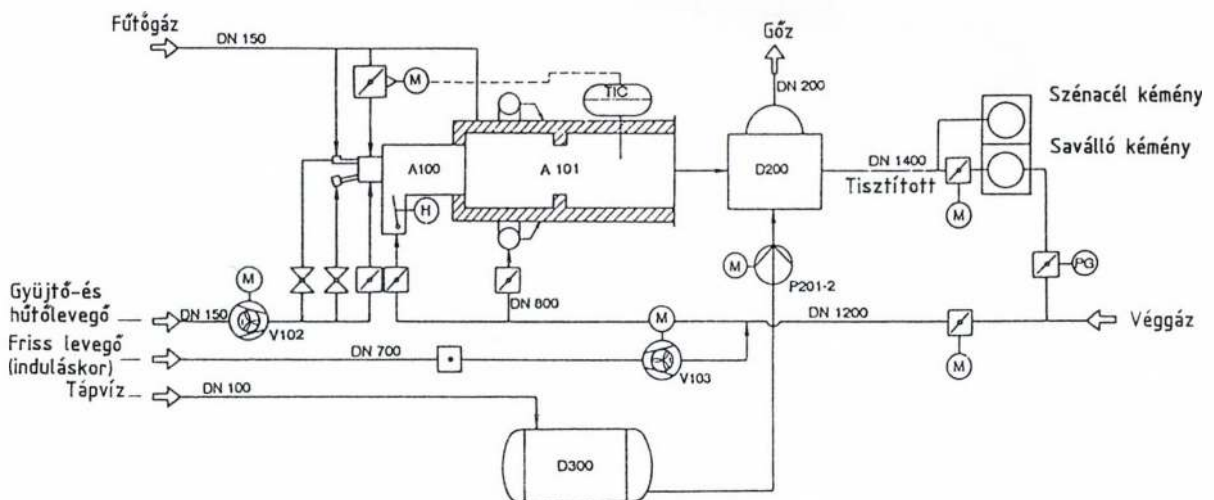 Fűtőgáz
DN 150
M
TIC
Gőz
DN 200
Szénacél kémény
Saválló kémény
A100
A 101
D200
DN 1400
Tisztított
M
H
M
P201-2
PG
M
Gyüjtő-és
hűtőlevegő
DN 150
V102
DN 800
M
DN 1200
Véggáz
M
Friss levegő
(induláskor)
DN 700
V103
Tápvíz
DN 100
D300